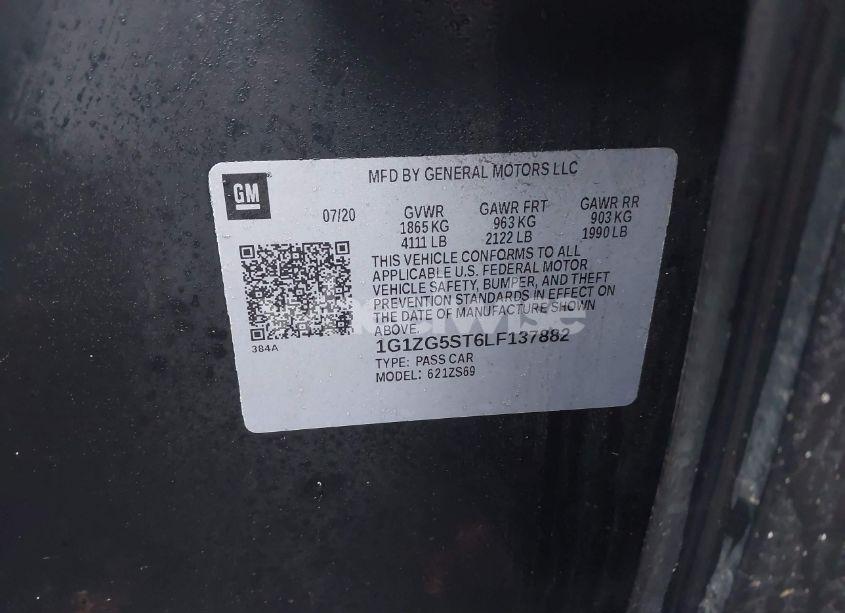 GM
MFD BY GENERAL MOTORS LLC
07/20 GVWR GAWR FRT GAWR RR
1865 KG 963 KG 903 KG
4111 LB 2122 LB 1990 LB
THIS VEHICLE CONFORMS TO ALL
APPLICABLE U.S. FEDERAL MOTOR
VEHICLE SAFETY, BUMPER, AND THEFT
PREVENTION STANDARDS IN EFFECT ON
THE DATE OF MANUFACTURE SHOWN
ABOVE.
384A
1G1ZG5ST6LF137882
TYPE: PASS CAR
MODEL: 621ZS69